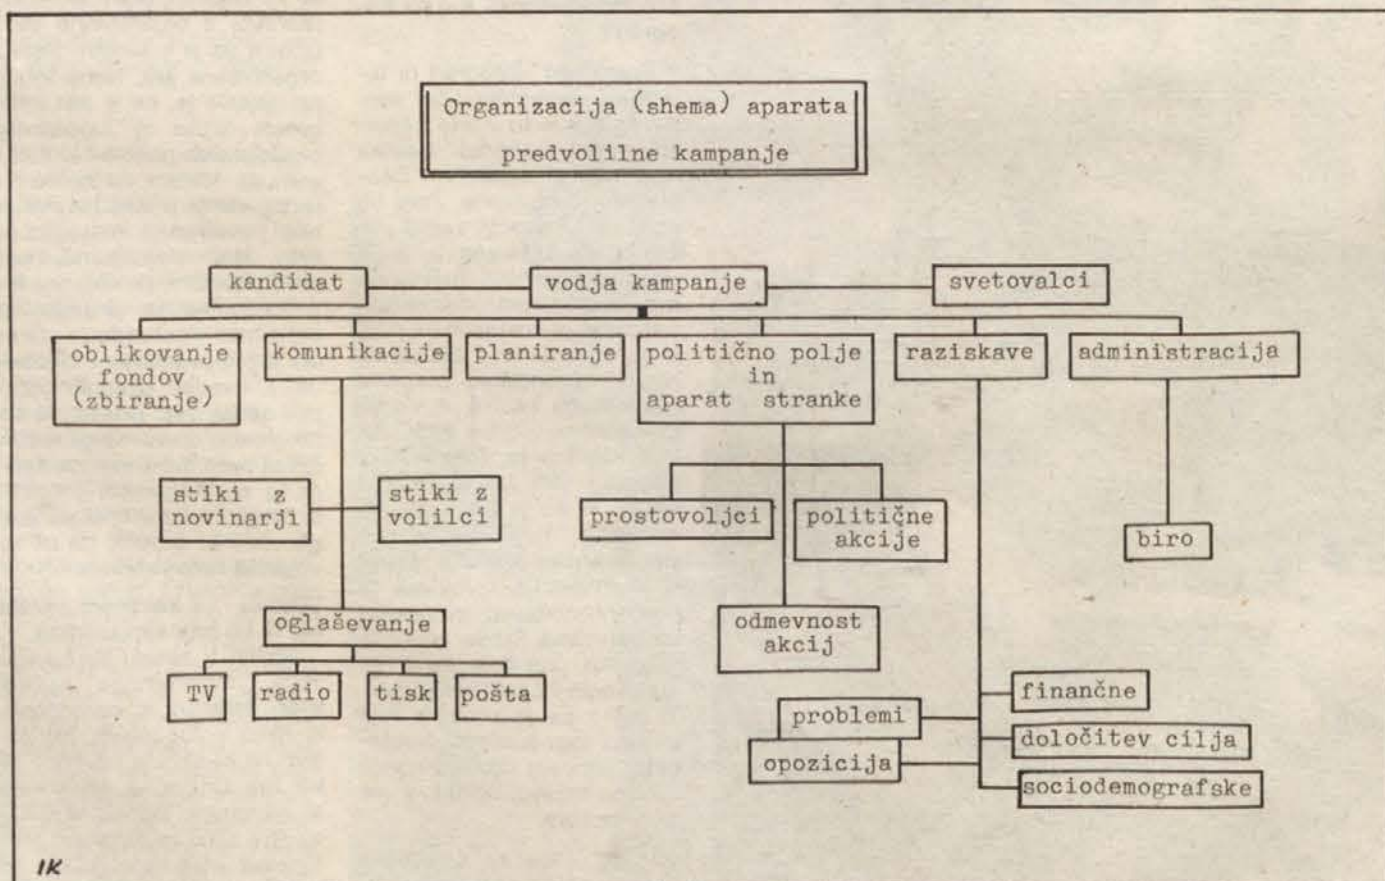 Organizacija (shema) aparata
predvolilne kampanje
kandidat
vodja kampanje
svetovalci
oblikovanje
fondov
(zbiranje)
komunikacije
planiranje
politično polje
in
aparat stranke
raziskave
administracija
stiki z
novinarji
stiki z
volilci
prostovoljci
politične
akcije
biro
oglaševanje
odmevnost
akcij
TV
radio
tisk
pošta
problemi
opozicija
finančne
določitev cilja
sociodemografske
IK